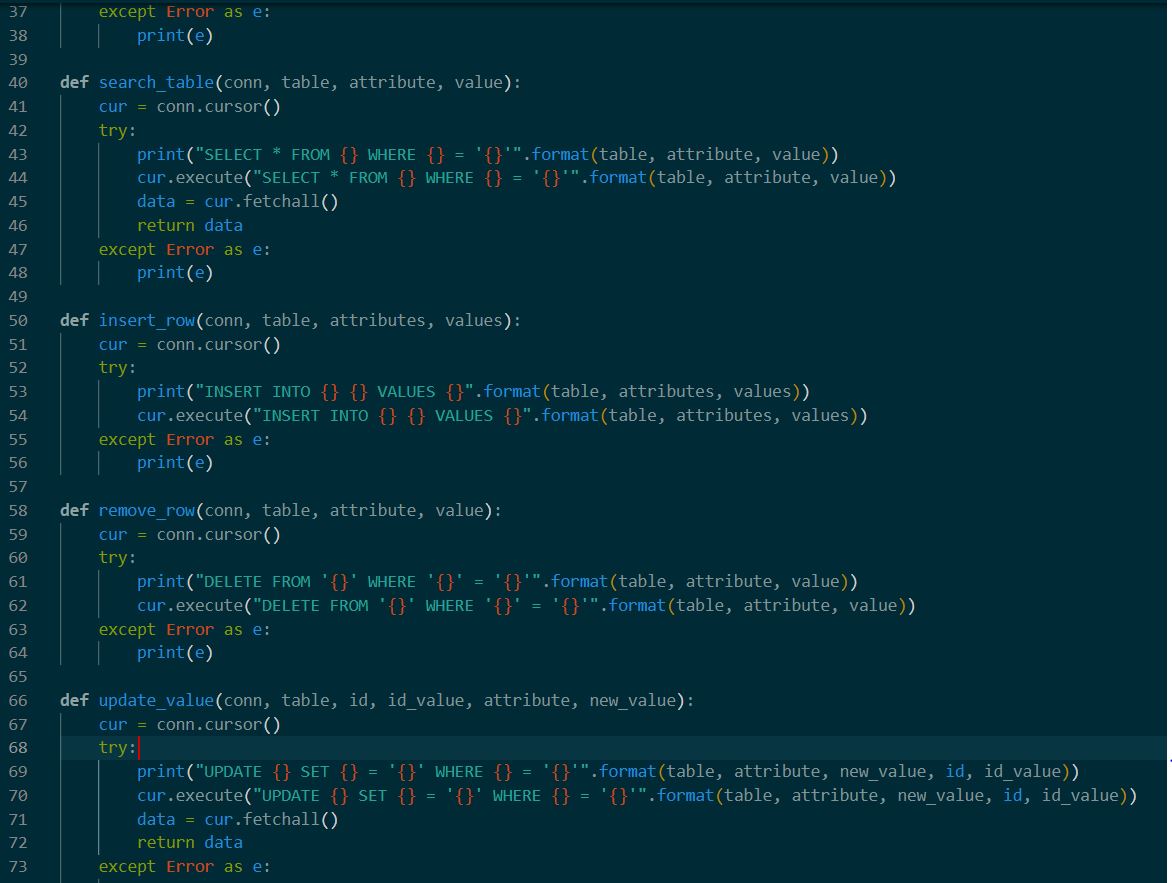 37 except Error as e:
38 print(e)
39
40 def search_table(conn, table, attribute, value):
41 cur = conn.cursor()
42 try:
43 print("SELECT * FROM {} WHERE {} = '{}'".format(table, attribute, value))
44 cur.execute("SELECT * FROM {} WHERE {} = '{}'".format(table, attribute, value))
45 data = cur.fetchall()
46 return data
47 except Error as e:
48 print(e)
49
50 def insert_row(conn, table, attributes, values):
51 cur = conn.cursor()
52 try:
53 print("INSERT INTO {} {} VALUES {}".format(table, attributes, values))
54 cur.execute("INSERT INTO {} {} VALUES {}".format(table, attributes, values))
55 except Error as e:
56 print(e)
57
58 def remove_row(conn, table, attribute, value):
59 cur = conn.cursor()
60 try:
61 print("DELETE FROM '{}' WHERE '{}' = '{}'".format(table, attribute, value))
62 cur.execute("DELETE FROM '{}' WHERE '{}' = '{}'".format(table, attribute, value))
63 except Error as e:
64 print(e)
65
66 def update_value(conn, table, id, id_value, attribute, new_value):
67 cur = conn.cursor()
68 try:
69 print("UPDATE {} SET {} = '{}' WHERE {} = '{}'".format(table, attribute, new_value, id, id_value))
70 cur.execute("UPDATE {} SET {} = '{}' WHERE {} = '{}'".format(table, attribute, new_value, id, id_value))
71 data = cur.fetchall()
72 return data
73 except Error as e: